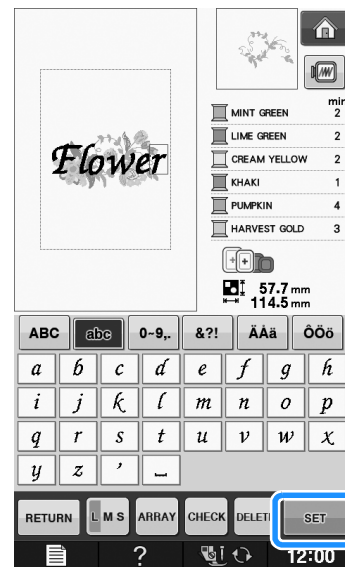 min
MINT GREEN 2
LIME GREEN 2
CREAM YELLOW 2
KHAKI 1
PUMPKIN 4
HARVEST GOLD 3
Flower
57.7 mm
114.5 mm
ABC abc 0~9,. &?! ÄÅä ÔÖö
a b c d e f g h
i j k l m n o p
q r s t u v w x
y z ’ ⎵
RETURN L M S ARRAY CHECK DELETE SET
? 12:00